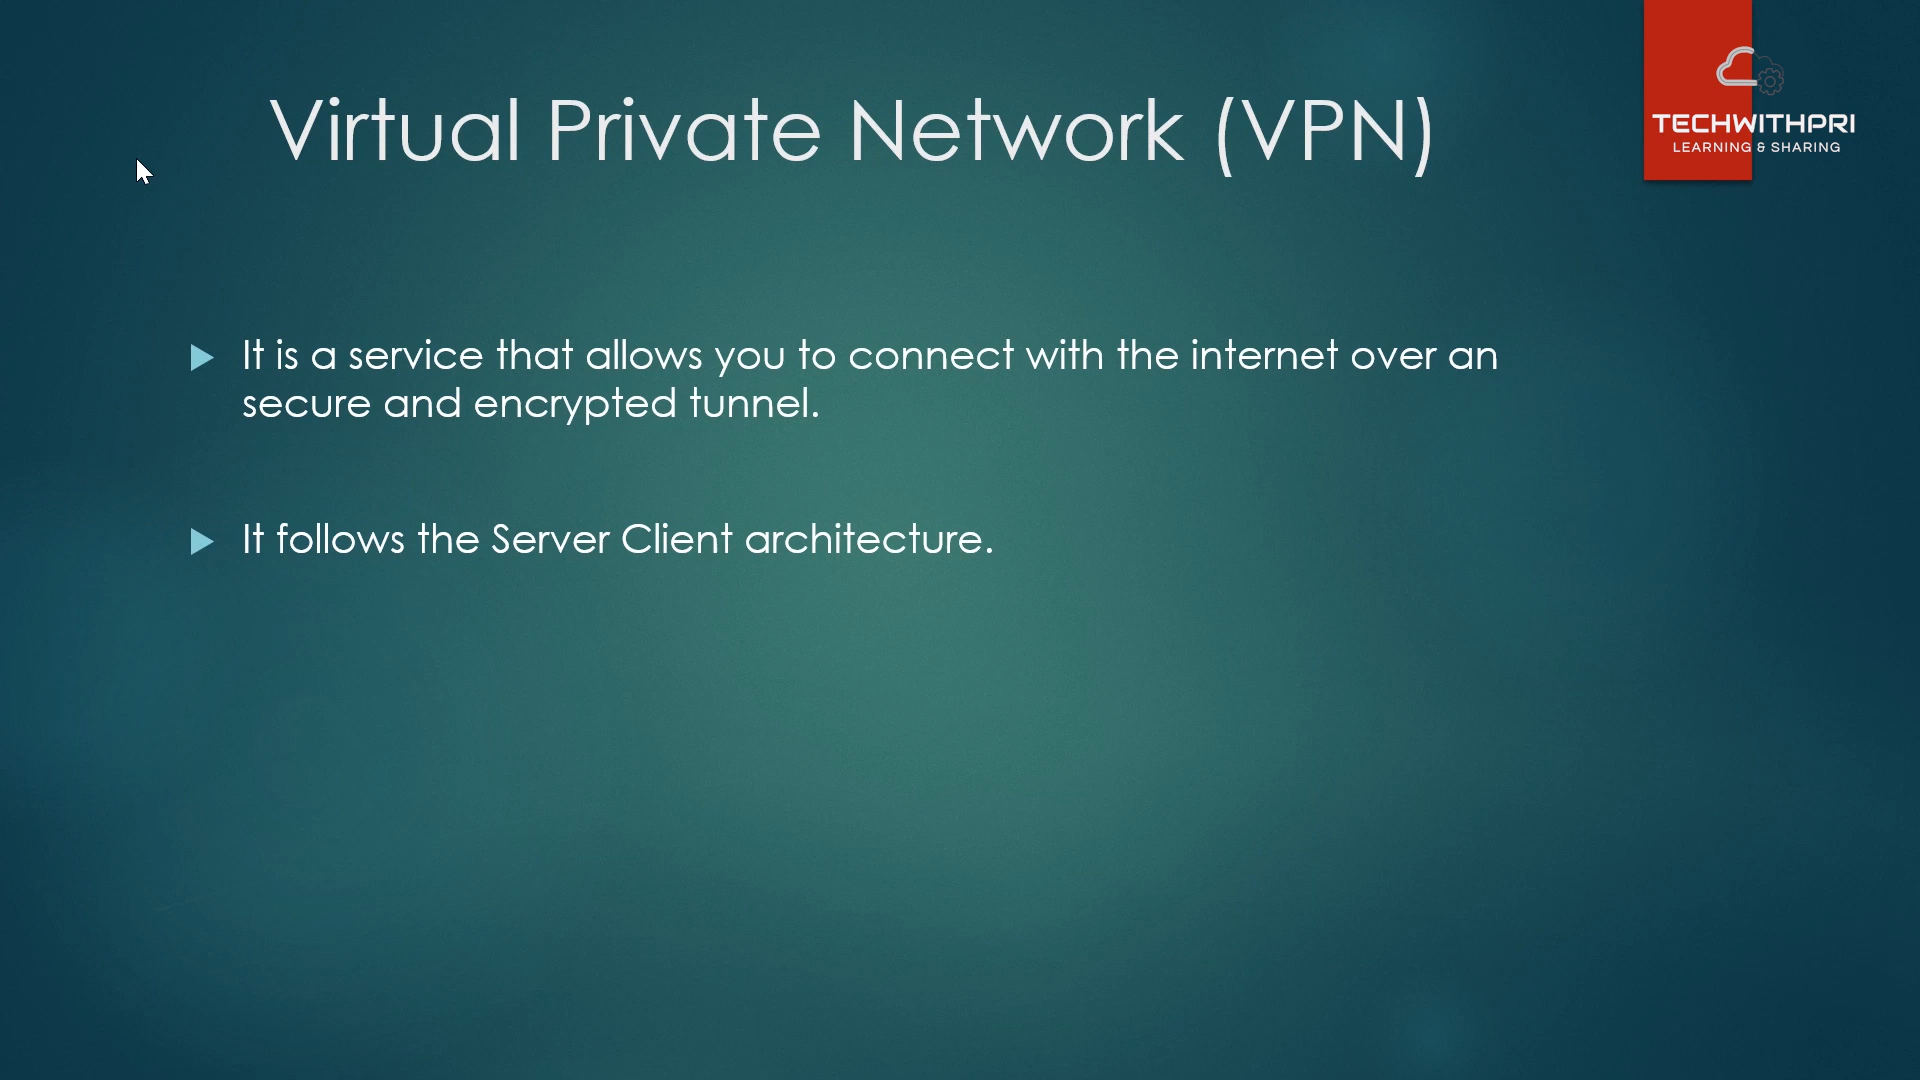 Virtual Private Network (VPN)
TECHWITHPRI
LEARNING & SHARING
It is a service that allows you to connect with the internet over an
secure and encrypted tunnel.
It follows the Server Client architecture.